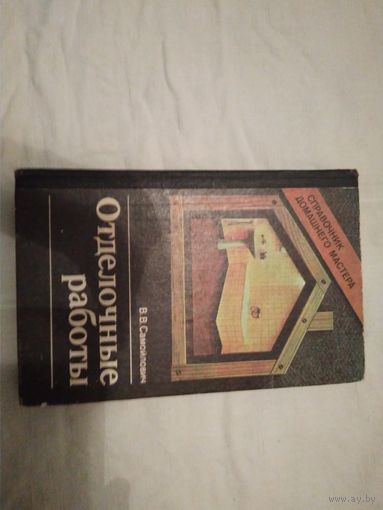 СПРАВОЧНИК
ДОМАШНЕГО МАСТЕРА
В.В.Самойлович
Отделочные
работы
www.ay.by